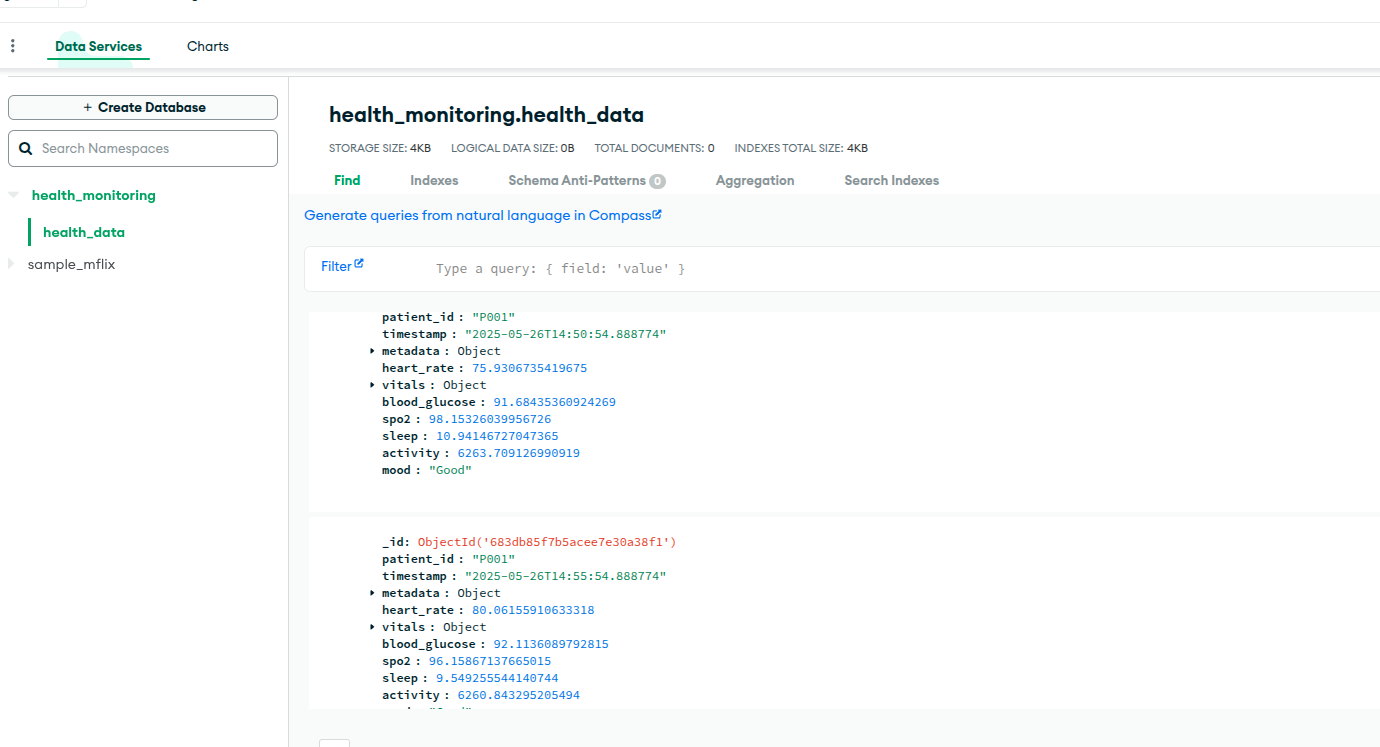 Data Services
Charts
+ Create Database
Search Namespaces
health_monitoring
health_data
sample_mflix
health_monitoring.health_data
STORAGE SIZE: 4KB LOGICAL DATA SIZE: 0B TOTAL DOCUMENTS: 0 INDEXES TOTAL SIZE: 4KB
Find Indexes Schema Anti-Patterns 0 Aggregation Search Indexes
Generate queries from natural language in Compass
Filter Type a query: { field: 'value' }
patient_id : "P001"
timestamp : "2025-05-26T14:50:54.888774"
metadata : Object
heart_rate : 75.9306735419675
vitals : Object
blood_glucose : 91.68435360924269
spo2 : 98.15326039956726
sleep : 10.94146727047365
activity : 6263.709126990919
mood : "Good"
_id: ObjectId('683db85f7b5acee7e30a38f1')
patient_id : "P001"
timestamp : "2025-05-26T14:55:54.888774"
metadata : Object
heart_rate : 80.06155910633318
vitals : Object
blood_glucose : 92.1136089792815
spo2 : 96.15867137665015
sleep : 9.549255544140744
activity : 6260.843295205494